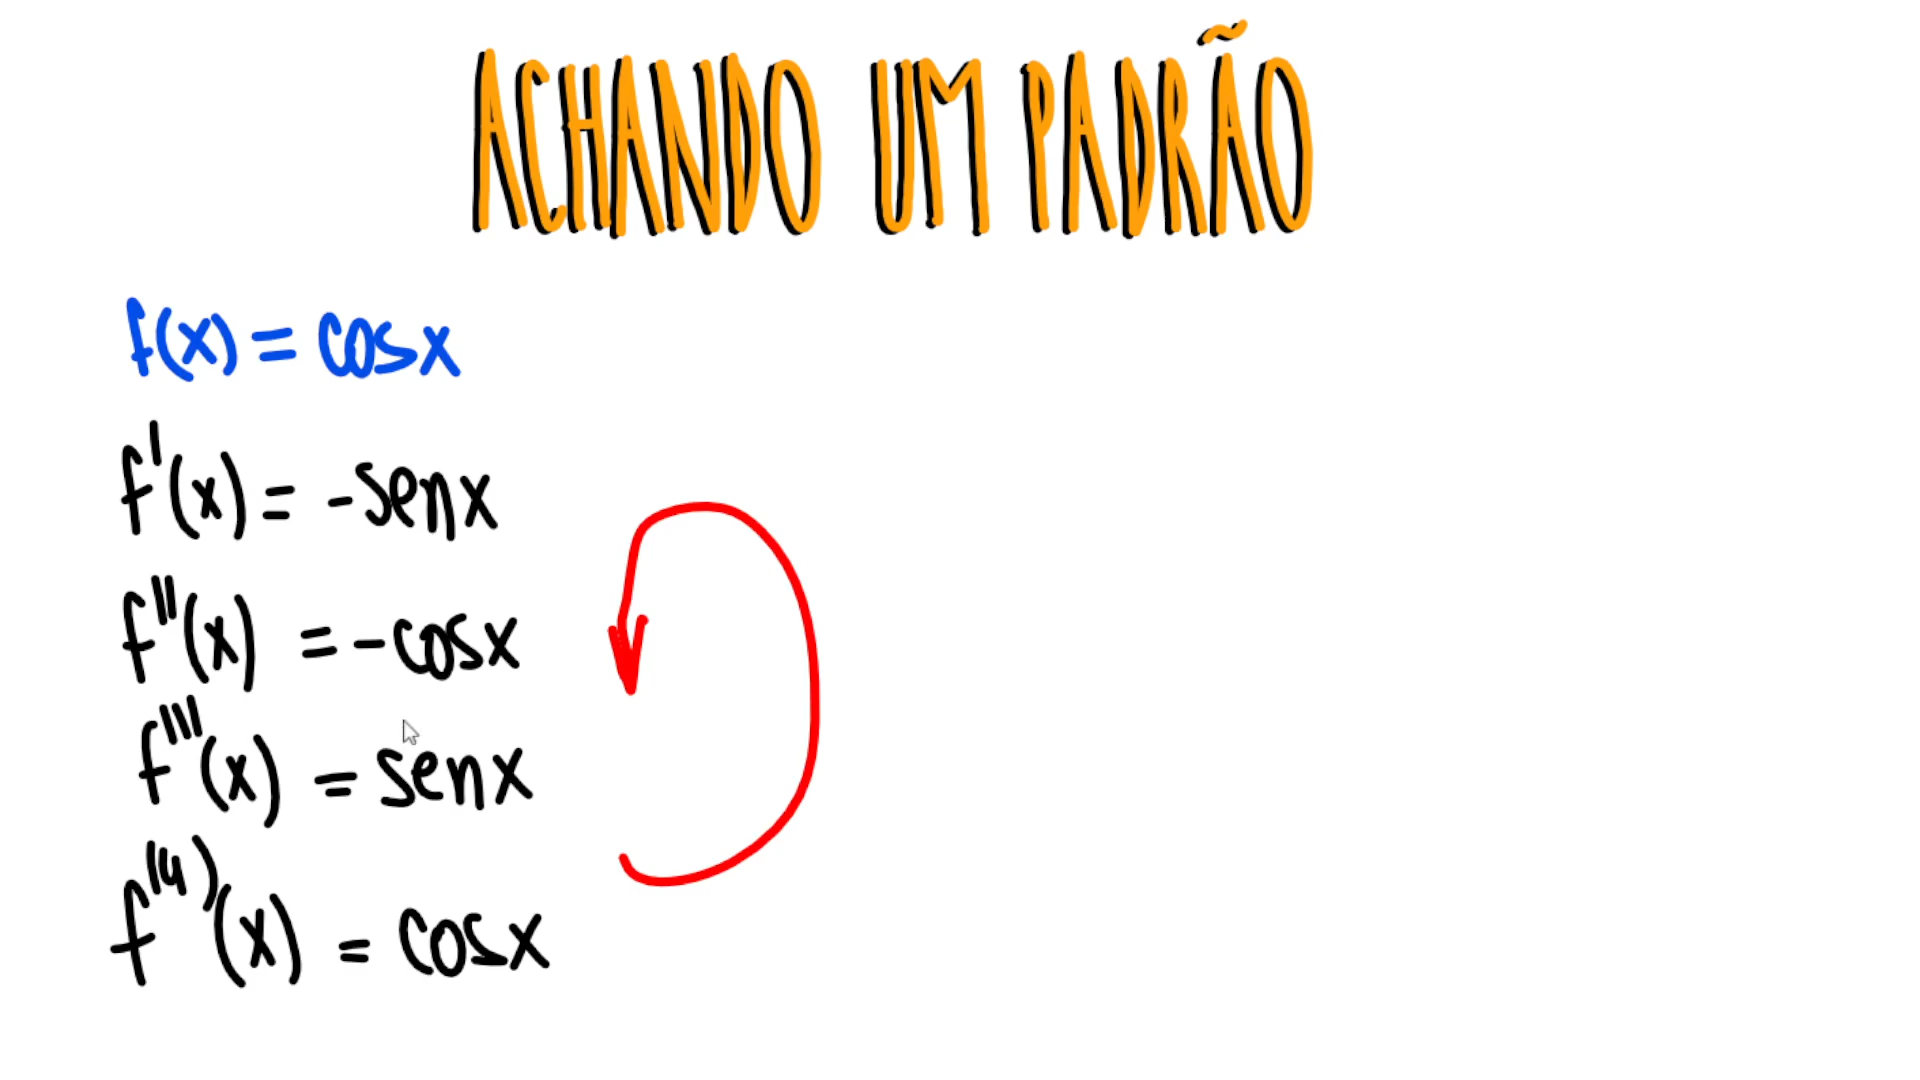 ACHANDO UM PADRÃO
f(x) = cosx
f'(x) = -senx
f''(x) = -cosx
f'''(x) = senx
f^(4)(x) = cosx